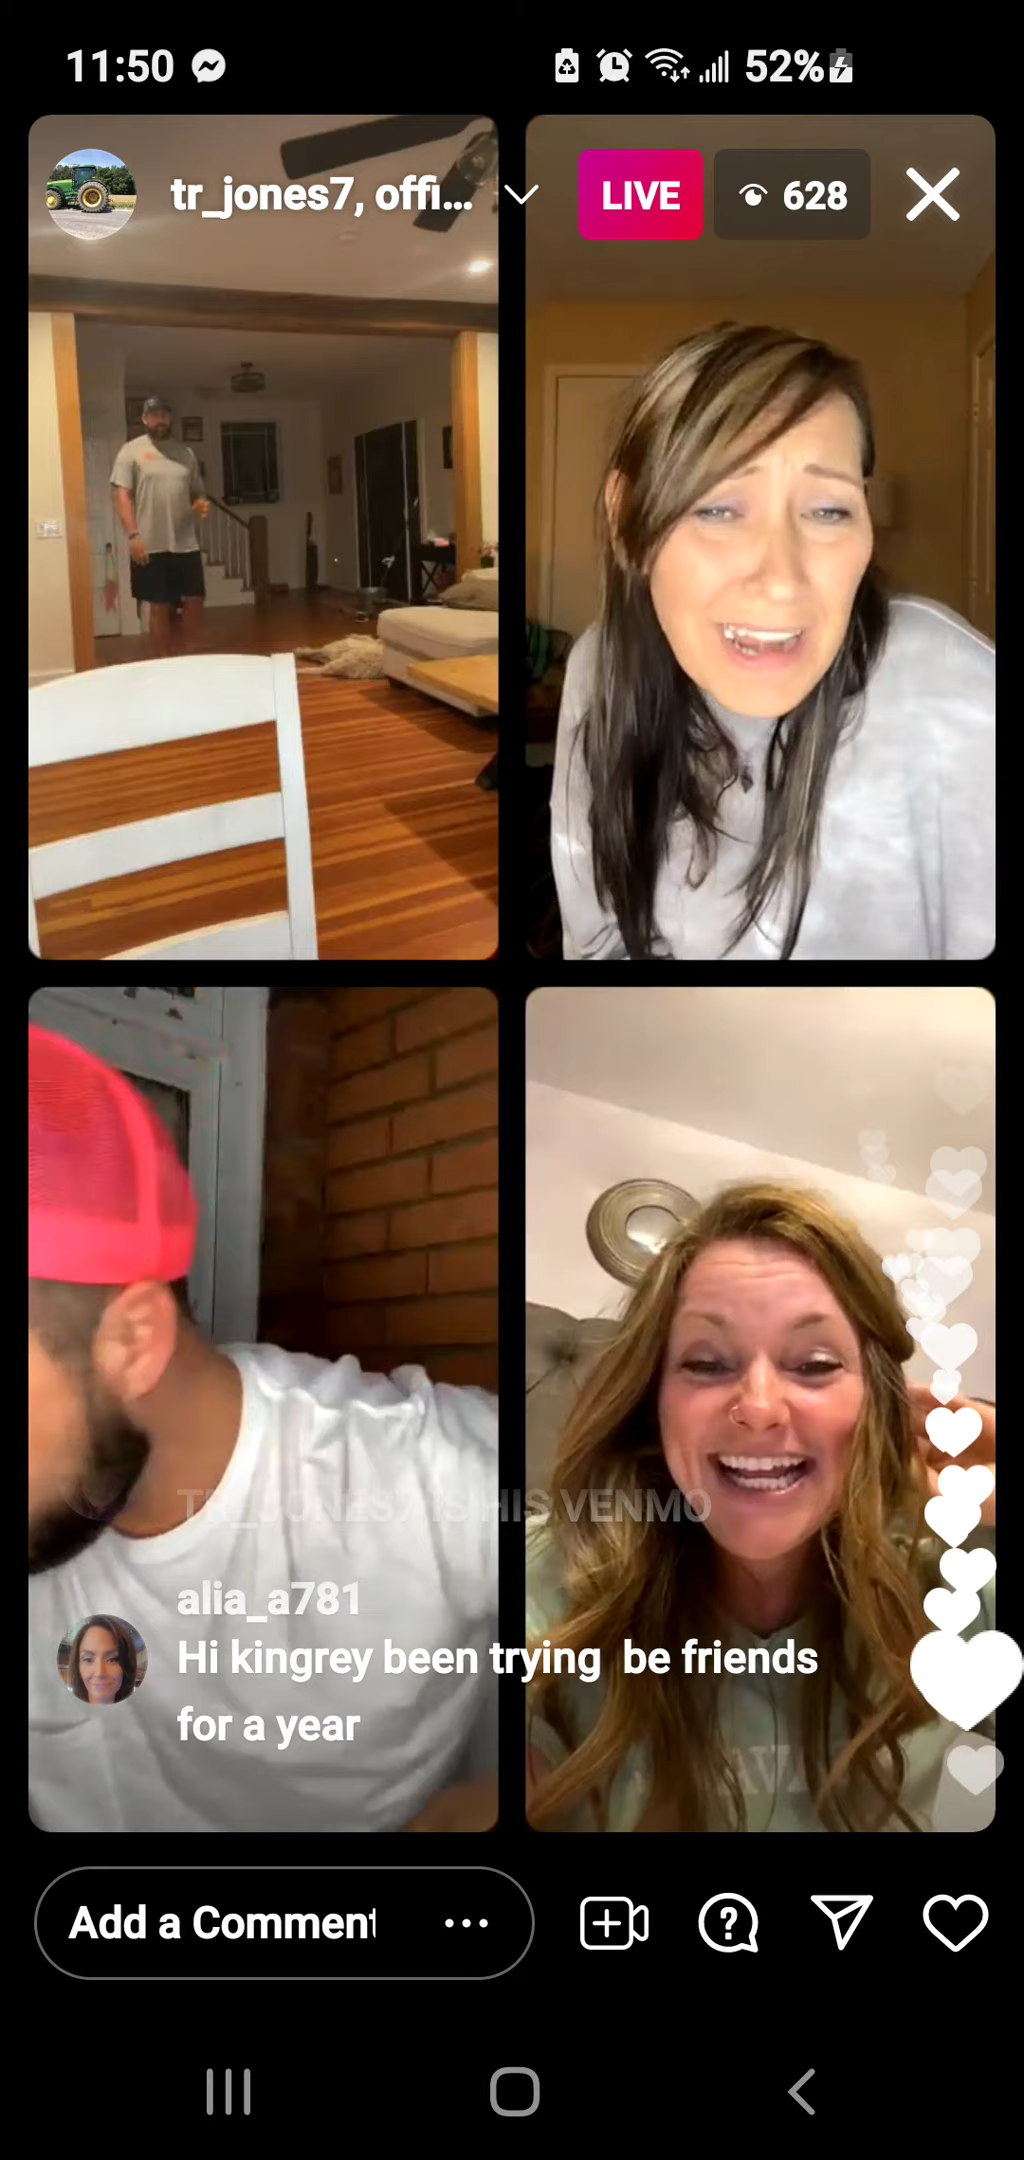 11:50
52%
tr_jones7, offi...
LIVE
628
TR_JONES7 IS HIS VENMO
alia_a781
Hi kingrey been trying be friends
for a year
Add a Comment